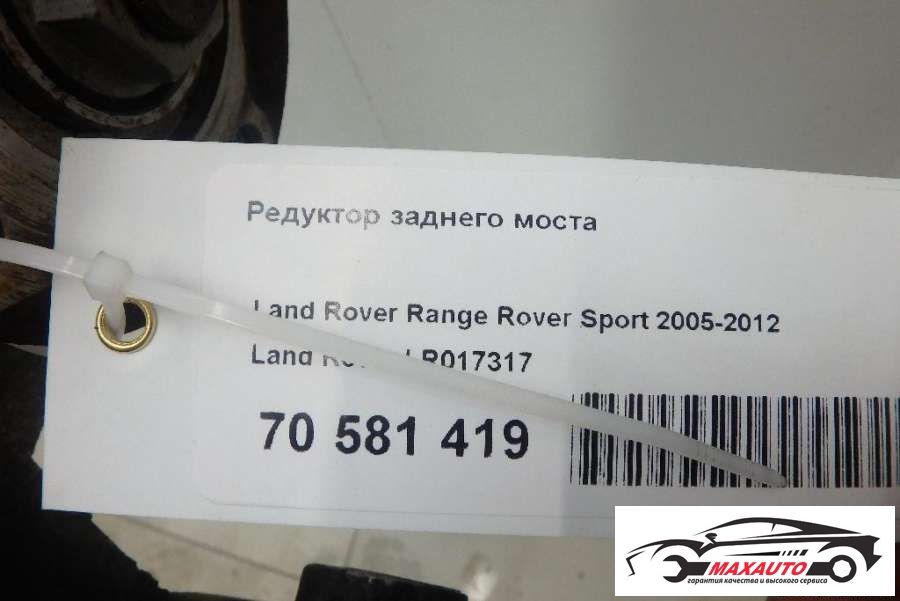 Редуктор заднего моста
Land Rover Range Rover Sport 2005-2012
Land R017317
70 581 419
MAXAUTO
гарантия качества и высокого сервиса